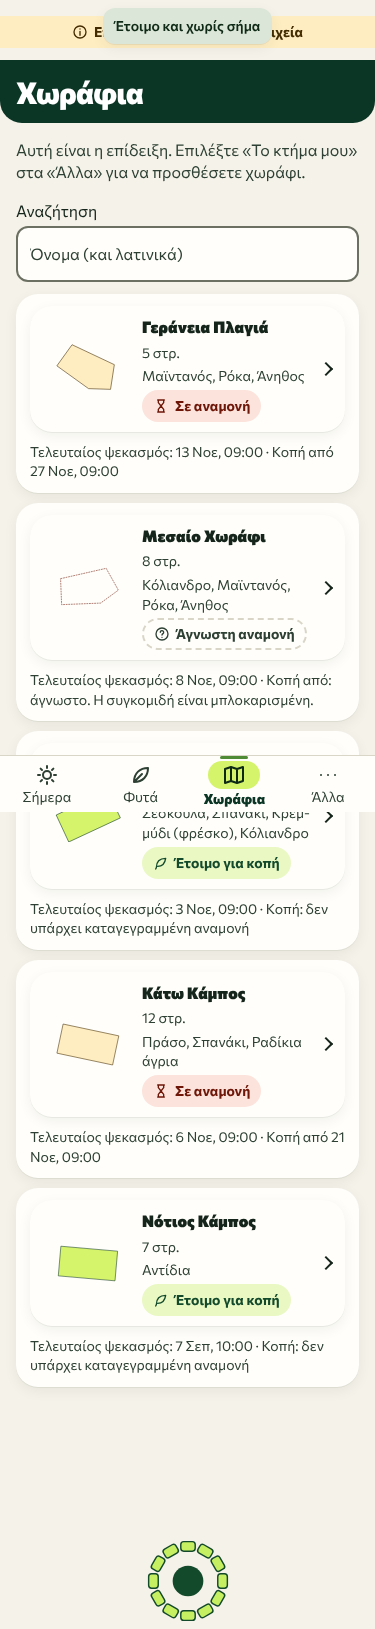 Έτοιμο και χωρίς σήμα
Χωράφια
Αυτή είναι η επίδειξη. Επιλέξτε «Το κτήμα μου»
στα «Άλλα» για να προσθέσετε χωράφι.
Αναζήτηση
Όνομα (και λατινικά)
Γεράνεια Πλαγιά
5 στρ.
Μαϊντανός, Ρόκα, Άνηθος
Σε αναμονή
Τελευταίος ψεκασμός: 13 Νοε, 09:00 · Κοπή από
27 Νοε, 09:00
Μεσαίο Χωράφι
8 στρ.
Κόλιανδρο, Μαϊντανός,
Ρόκα, Άνηθος
Άγνωστη αναμονή
Τελευταίος ψεκασμός: 8 Νοε, 09:00 · Κοπή από:
άγνωστο. Η συγκομιδή είναι μπλοκαρισμένη.
Σήμερα
Φυτά
Χωράφια
Άλλα
Σέσκουλα, Σπανάκι, Κρεμ-
μύδι (φρέσκο), Κόλιανδρο
Έτοιμο για κοπή
Τελευταίος ψεκασμός: 3 Νοε, 09:00 · Κοπή: δεν
υπάρχει καταγεγραμμένη αναμονή
Κάτω Κάμπος
12 στρ.
Πράσο, Σπανάκι, Ραδίκια
άγρια
Σε αναμονή
Τελευταίος ψεκασμός: 6 Νοε, 09:00 · Κοπή από 21
Νοε, 09:00
Νότιος Κάμπος
7 στρ.
Αντίδια
Έτοιμο για κοπή
Τελευταίος ψεκασμός: 7 Σεπ, 10:00 · Κοπή: δεν
υπάρχει καταγεγραμμένη αναμονή